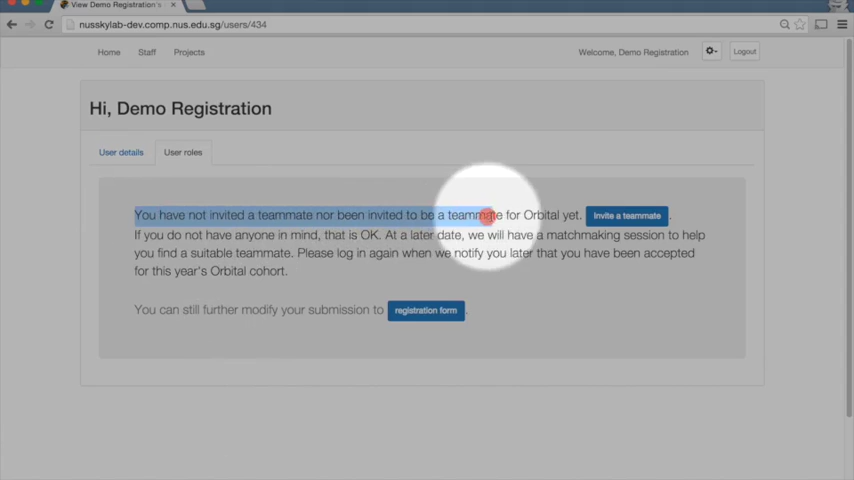 View Demo Registration's
nusskylab-dev.comp.nus.edu.sg/users/434
Home Staff Projects Welcome, Demo Registration Logout
Hi, Demo Registration
User details User roles
You have not invited a teammate nor been invited to be a teammate for Orbital yet. Invite a teammate .
If you do not have anyone in mind, that is OK. At a later date, we will have a matchmaking session to help
you find a suitable teammate. Please log in again when we notify you later that you have been accepted
for this year's Orbital cohort.
You can still further modify your submission to registration form .